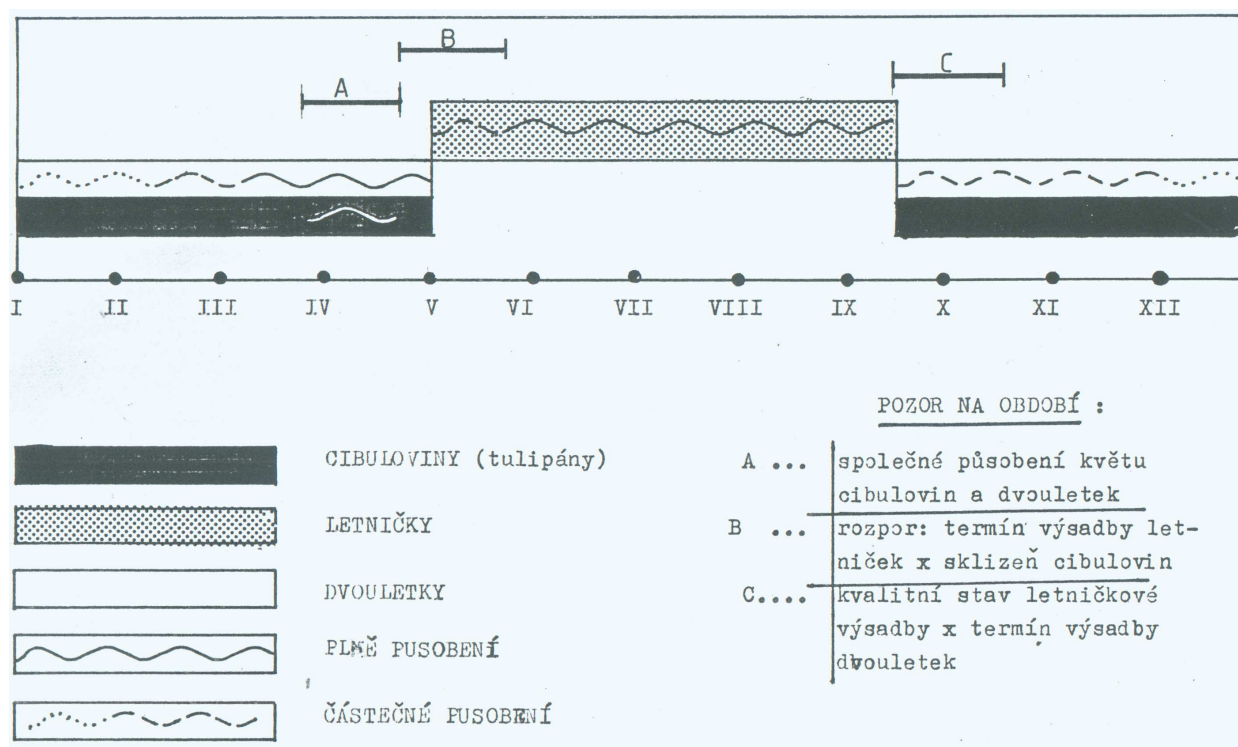 B
C
A
I II III IV V VI VII VIII IX X XI XII
POZOR NA OBDOBÍ :
CIBULOVINY (tulipány)
LETNIČKY
DVOULETKY
PLNĚ PUSOBENÍ
ČÁSTEČNÉ PUSOBENÍ
A ... společné působení květu
cibulovin a dvouletek
B ... rozpor: termín výsadby let-
niček x sklizeň cibulovin
C.... kvalitní stav letničkové
výsadby x termín výsadby
dvouletek